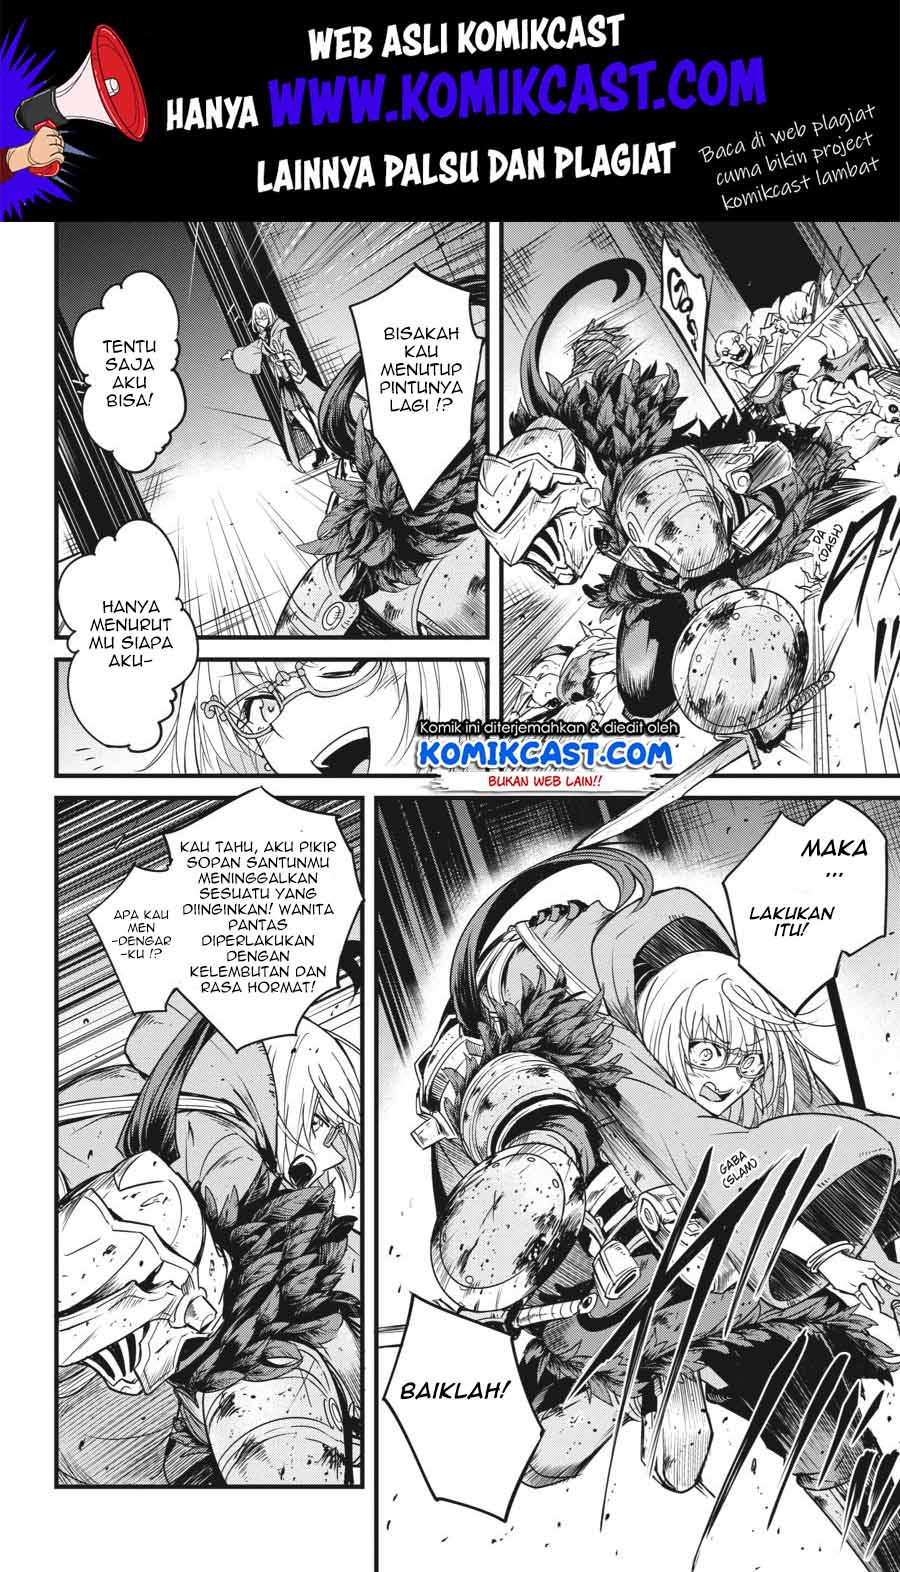 WEB ASLI KOMIKCAST
HANYA WWW.KOMIKCAST.COM
LAINNYA PALSU DAN PLAGIAT
Baca di web plagiat
cuma bikin project
komikcast lambat
DA
(DASH)
BISAKAH
KAU
MENUTUP
PINTUNYA
LAGI !?
TENTU
SAJA
AKU
BISA!
HANYA
MENURUT
MU SIAPA
AKU-
Komik ini diterjemahkan & diedit oleh
KOMIKCAST.COM
BUKAN WEB LAIN!!
MAKA
...
LAKUKAN
ITU!
GABA
(SLAM)
BAIKLAH!
KAU TAHU, AKU PIKIR
SOPAN SANTUNMU
MENINGGALKAN
SESUATU YANG
DIINGINKAN! WANITA
PANTAS
DIPERLAKUKAN
DENGAN
KELEMBUTAN DAN
RASA HORMAT!
APA KAU
MEN
-DENGAR
-KU !?